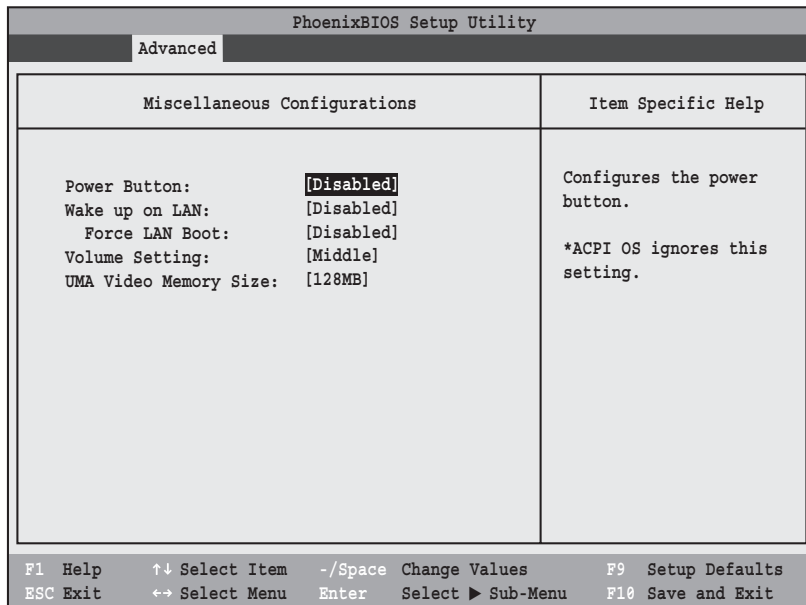 PhoenixBIOS Setup Utility
Advanced
Miscellaneous Configurations
Item Specific Help
Power Button: [Disabled]
Wake up on LAN: [Disabled]
Force LAN Boot: [Disabled]
Volume Setting: [Middle]
UMA Video Memory Size: [128MB]
Configures the power
button.
*ACPI OS ignores this
setting.
F1 Help ↑↓ Select Item -/Space Change Values F9 Setup Defaults
ESC Exit ←→ Select Menu Enter Select ▶ Sub-Menu F10 Save and Exit